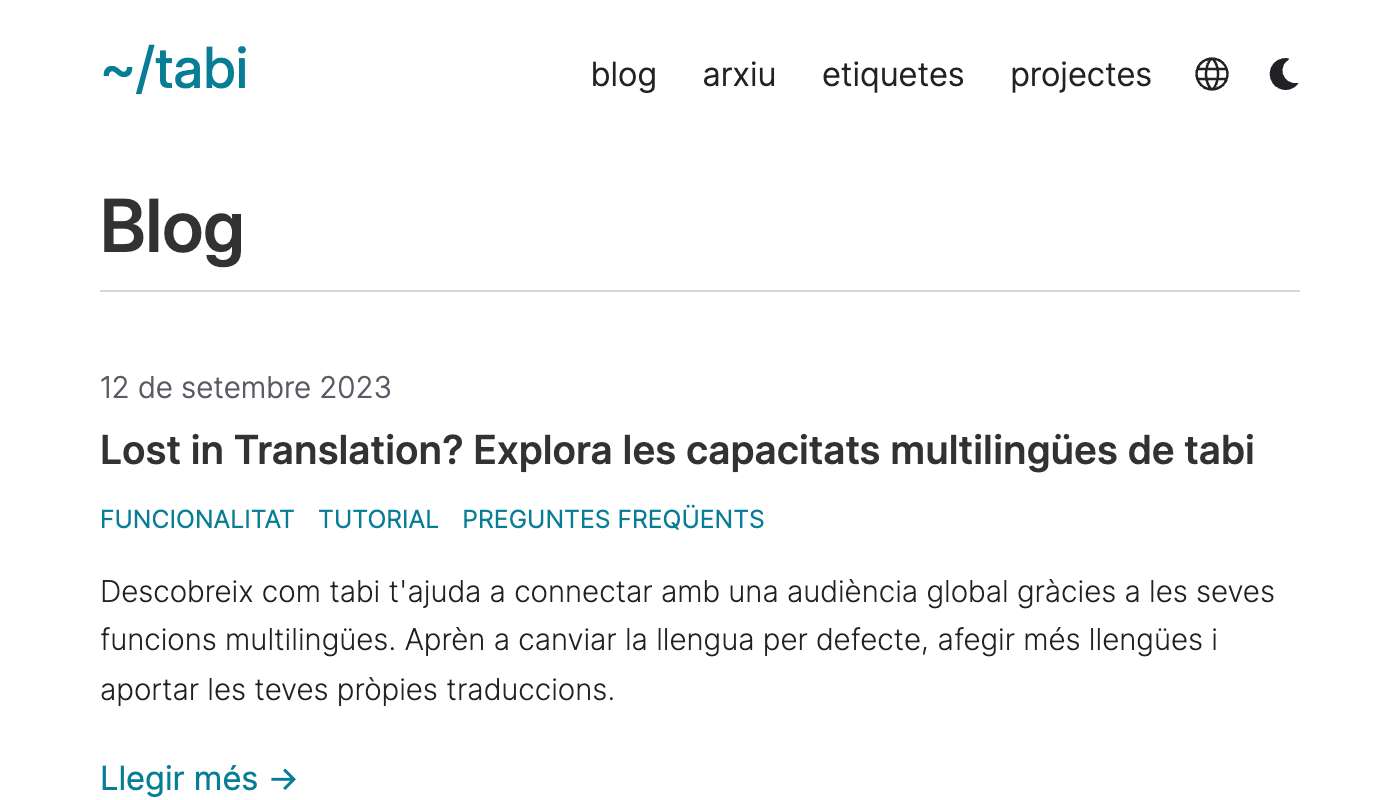 ~/tabi
blog arxiu etiquetes projectes
Blog
12 de setembre 2023
Lost in Translation? Explora les capacitats multilingües de tabi
FUNCIONALITAT TUTORIAL PREGUNTES FREQÜENTS
Descobreix com tabi t'ajuda a connectar amb una audiència global gràcies a les seves
funcions multilingües. Aprèn a canviar la llengua per defecte, afegir més llengües i
aportar les teves pròpies traduccions.
Llegir més →